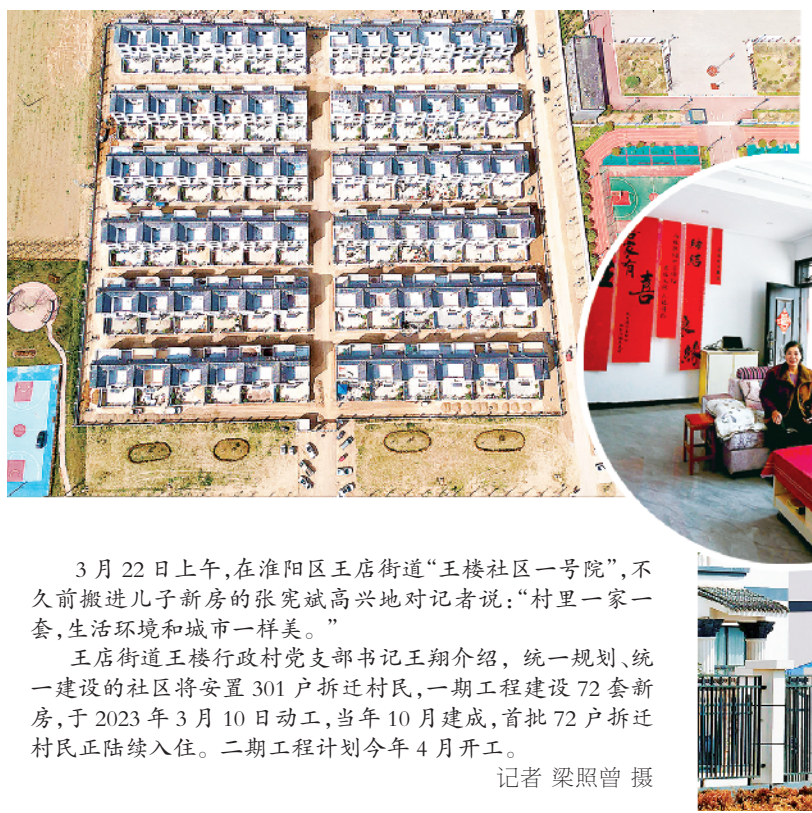 3月22日上午,在淮阳区王店街道“王楼社区一号院”,不
久前搬进儿子新房的张宪斌高兴地对记者说:“村里一家一
套,生活环境和城市一样美。”
王店街道王楼行政村党支部书记王翔介绍,统一规划、统
一建设的社区将安置301户拆迁村民,一期工程建设72套新
房,于2023年3月10日动工,当年10月建成,首批72户拆迁
村民正陆续入住。二期工程计划今年4月开工。
记者 梁照曾 摄